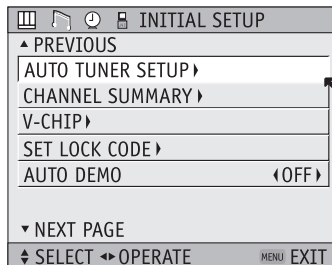 INITIAL SETUP
▲ PREVIOUS
AUTO TUNER SETUP
CHANNEL SUMMARY
V-CHIP
SET LOCK CODE
AUTO DEMO OFF
▼ NEXT PAGE
SELECT OPERATE MENU EXIT